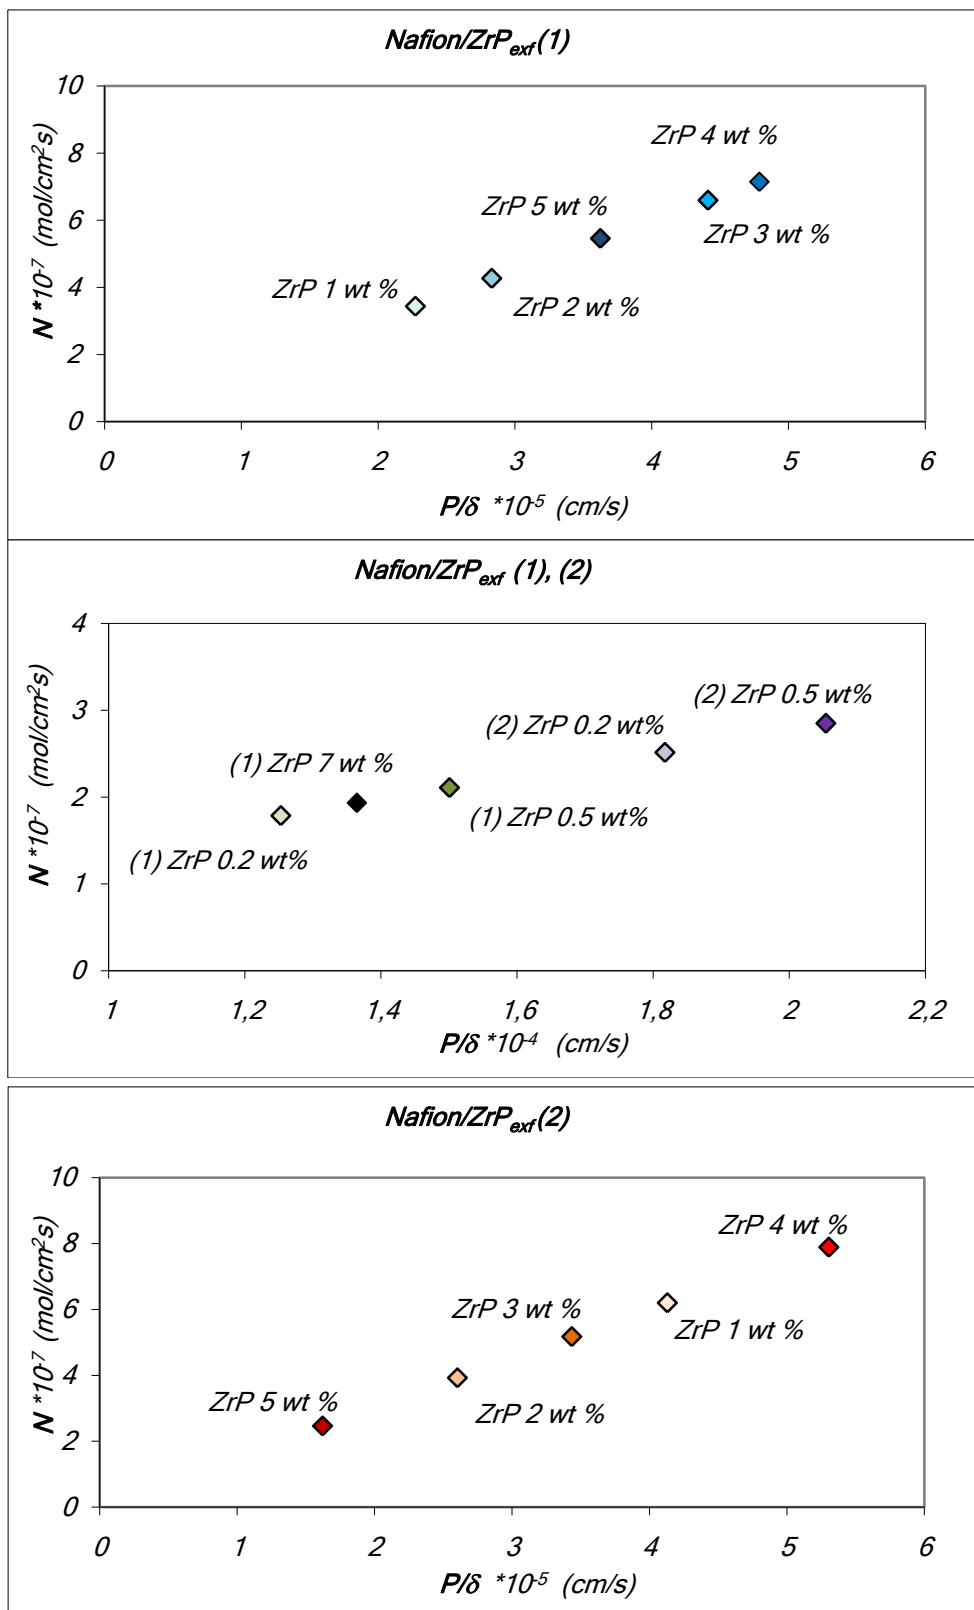 Nafion/ZrPexf(1)
10
8
6
4
2
0
N *10-7 (mol/cm2s)
ZrP 4 wt %
ZrP 5 wt %
ZrP 3 wt %
ZrP 1 wt %
ZrP 2 wt %
0 1 2 3 4 5 6
P/δ *10-5 (cm/s)
Nafion/ZrPexf (1), (2)
4
3
2
1
0
N *10-7 (mol/cm2s)
(2) ZrP 0.5 wt%
(2) ZrP 0.2 wt%
(1) ZrP 7 wt %
(1) ZrP 0.5 wt%
(1) ZrP 0.2 wt%
1 1,2 1,4 1,6 1,8 2 2,2
P/δ *10-4 (cm/s)
Nafion/ZrPexf(2)
10
8
6
4
2
0
N *10-7 (mol/cm2s)
ZrP 4 wt %
ZrP 3 wt %
ZrP 1 wt %
ZrP 5 wt %
ZrP 2 wt %
0 1 2 3 4 5 6
P/δ *10-5 (cm/s)